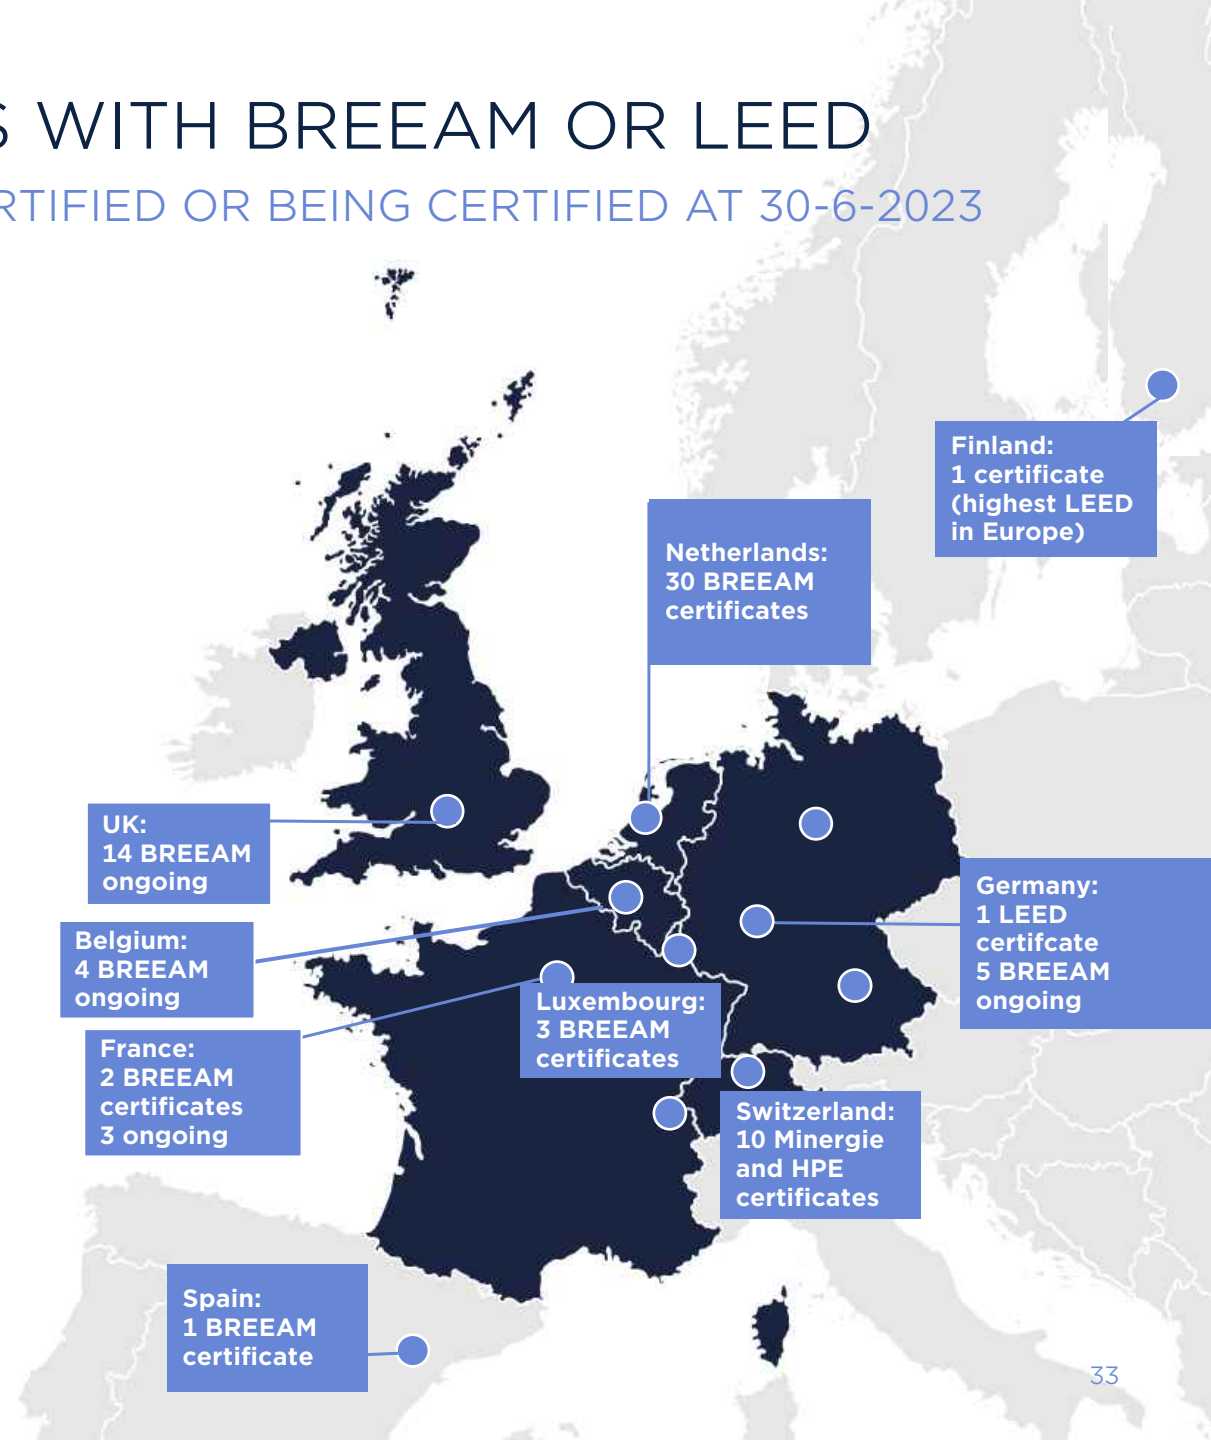 WITH BREEAM OR LEED
CERTIFIED OR BEING CERTIFIED AT 30-6-2023
Finland:
1 certificate
(highest LEED
in Europe)
Netherlands:
30 BREEAM
certificates
UK:
14 BREEAM
ongoing
Belgium:
4 BREEAM
ongoing
Germany:
1 LEED
certifcate
5 BREEAM
ongoing
Luxembourg:
3 BREEAM
certificates
France:
2 BREEAM
certificates
3 ongoing
Switzerland:
10 Minergie
and HPE
certificates
Spain:
1 BREEAM
certificate
33